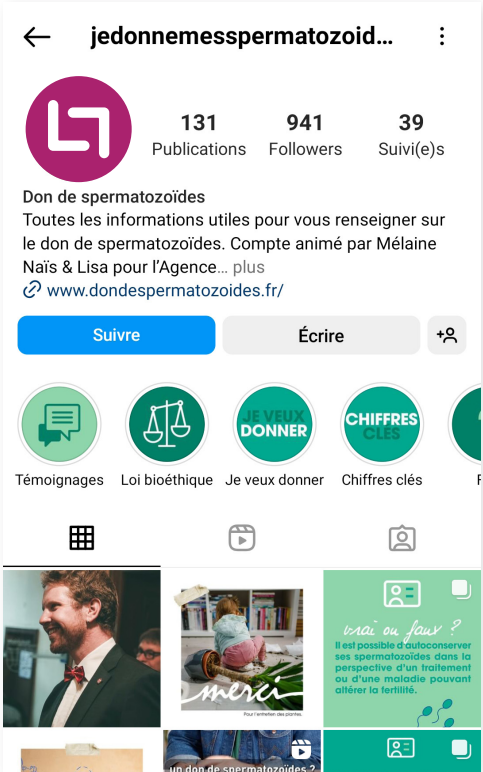 jedonnemesspermatozoid...
131
941
39
Publications
Followers
Suivi(e)s
Don de spermatozoïdes
Toutes les informations utiles pour vous renseigner sur
le don de spermatozoïdes. Compte animé par Mélaine
Naïs & Lisa pour l'Agence... plus
www.dondespermatozoides.fr/
Suivre
Écrire
JE VEUX
DONNER
CHIFFRES
CLES
Témoignages
Loi bioéthique
Je veux donner
Chiffres clés
merci
Pour l'entretien des plantes.
vrai ou faux ?
Il est possible d'autoconserver
ses spermatozoïdes dans la
perspective d'un traitement
ou d'une maladie pouvant
altérer la fertilité.
un don de spermatozoïdes ?